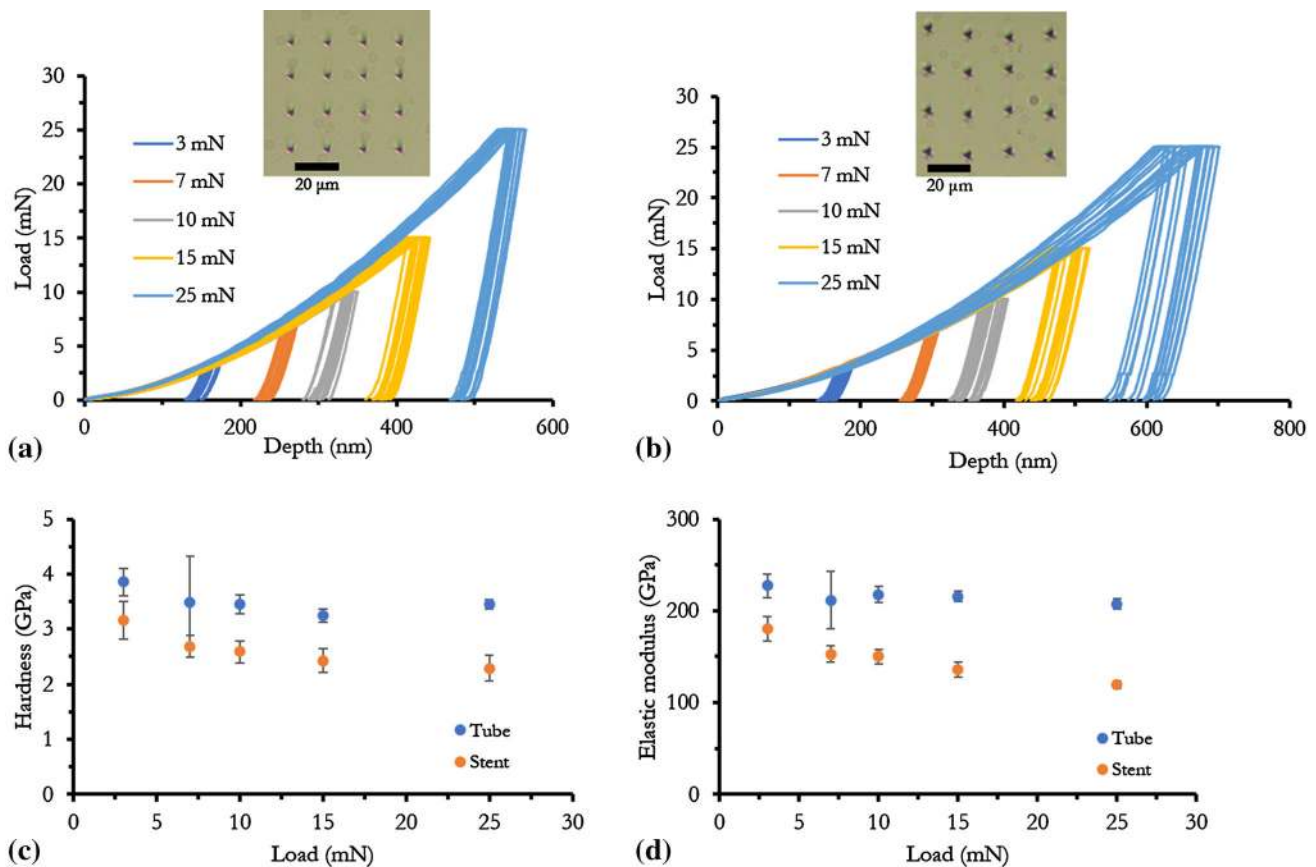 20 µm
30
25
20
15
10
5
0
Load (mN)
3 mN
7 mN
10 mN
15 mN
25 mN
0 200 400 600
Depth (nm)
(a)
20 µm
30
25
20
15
10
5
0
Load (mN)
3 mN
7 mN
10 mN
15 mN
25 mN
0 200 400 600 800
Depth (nm)
(b)
5
4
3
2
1
0
Hardness (GPa)
Tube
Stent
0 5 10 15 20 25 30
Load (mN)
(c)
300
200
100
0
Elastic modulus (GPa)
Tube
Stent
0 5 10 15 20 25 30
Load (mN)
(d)